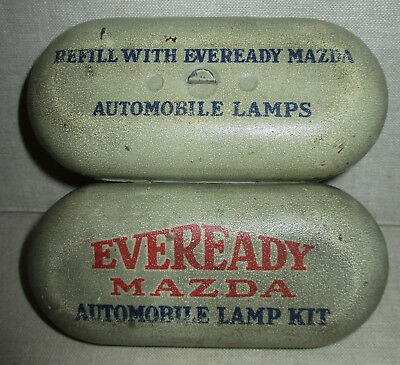 REFILL WITH EVEREADY MAZDA
AUTOMOBILE LAMPS
EVEREADY
MAZDA
AUTOMOBILE LAMP KIT